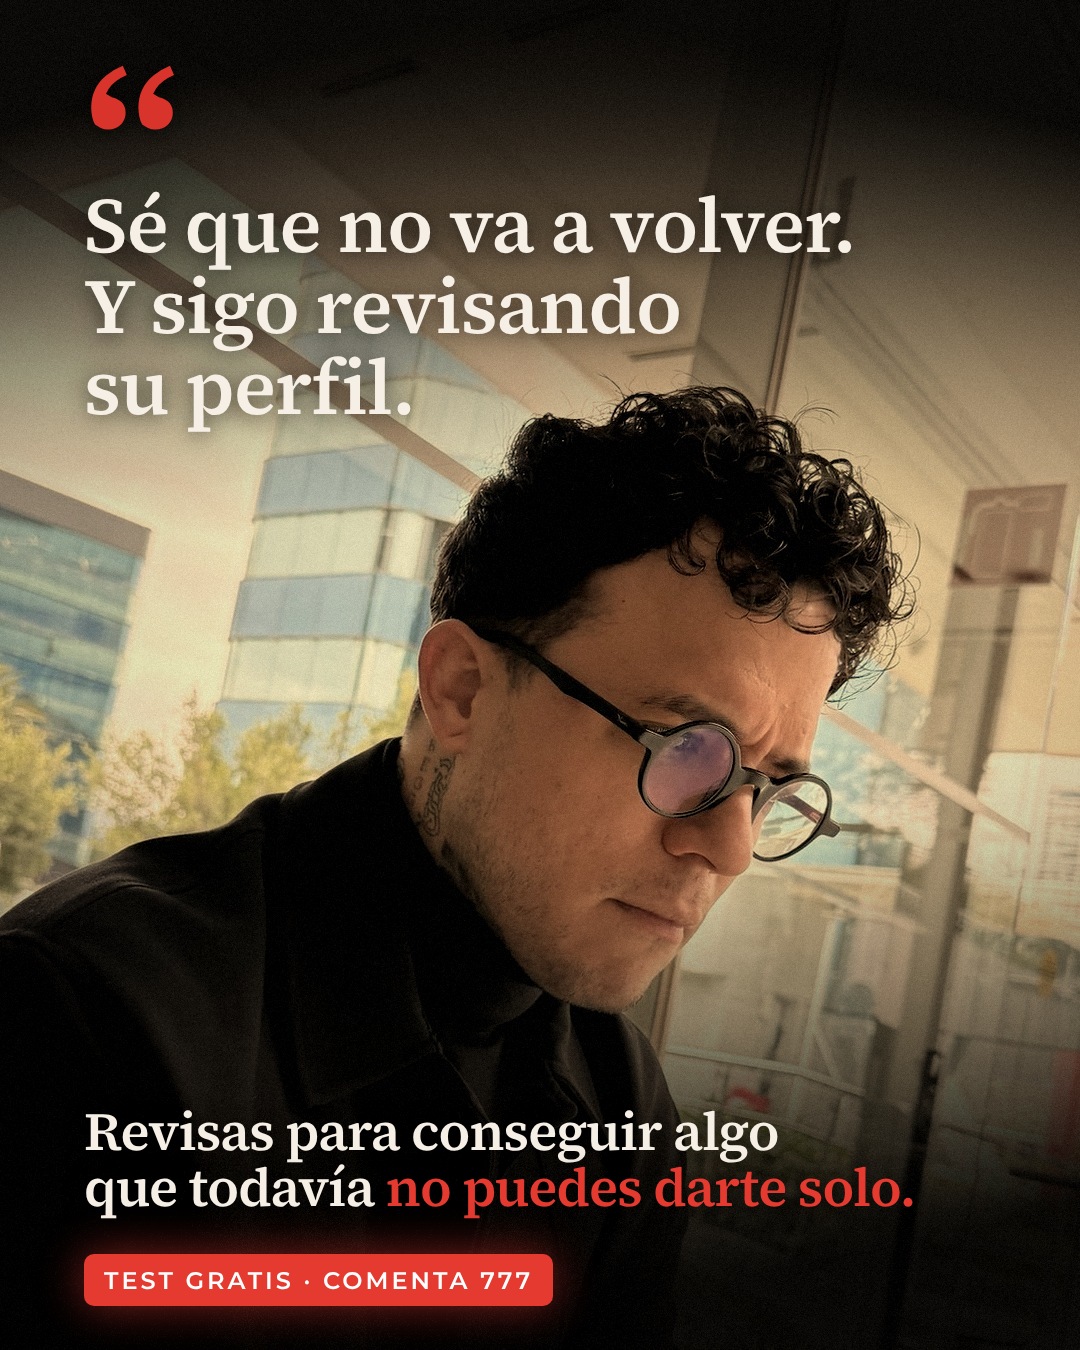 “
Sé que no va a volver.
Y sigo revisando
su perfil.
Revisas para conseguir algo
que todavía no puedes darte solo.
TEST GRATIS · COMENTA 777